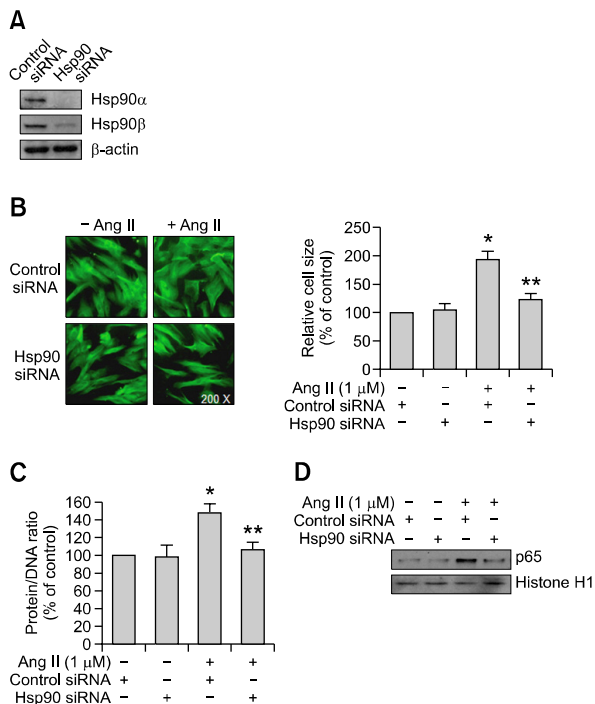 A
Control
siRNA
Hsp90
siRNA
Hsp90α
Hsp90β
β-actin
B
− Ang II
+ Ang II
Control
siRNA
Hsp90
siRNA
200 X
Relative cell size
(% of control)
250
200
150
100
50
0
*
**
Ang II (1 μM) − − + +
Control siRNA + − + −
Hsp90 siRNA − + − +
C
Protein/DNA ratio
(% of control)
160
140
120
100
80
60
40
20
0
*
**
Ang II (1 μM) − − + +
Control siRNA + − + −
Hsp90 siRNA − + − +
D
Ang II (1 μM) − − + +
Control siRNA + − + −
Hsp90 siRNA − + − +
p65
Histone H1